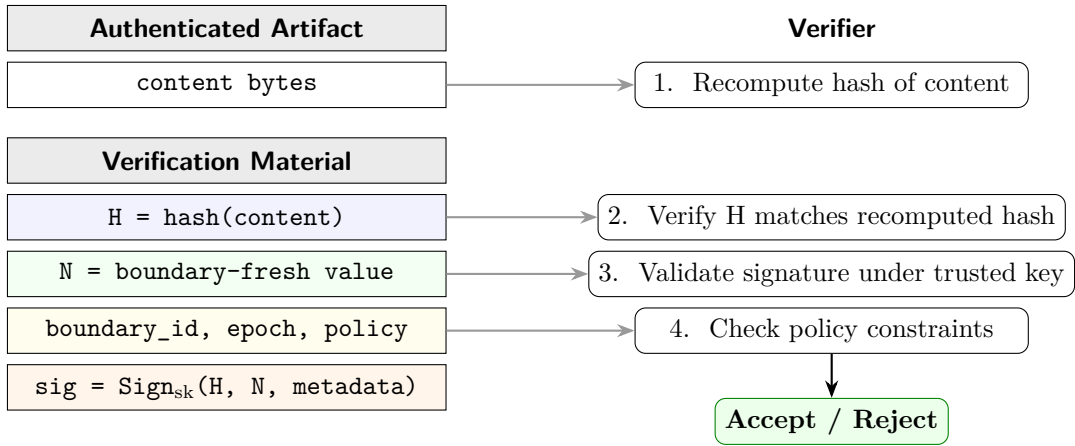 Authenticated Artifact
Verifier
content bytes
1. Recompute hash of content
Verification Material
H = hash(content)
2. Verify H matches recomputed hash
N = boundary-fresh value
3. Validate signature under trusted key
boundary_id, epoch, policy
4. Check policy constraints
sig = Signsk(H, N, metadata)
Accept / Reject